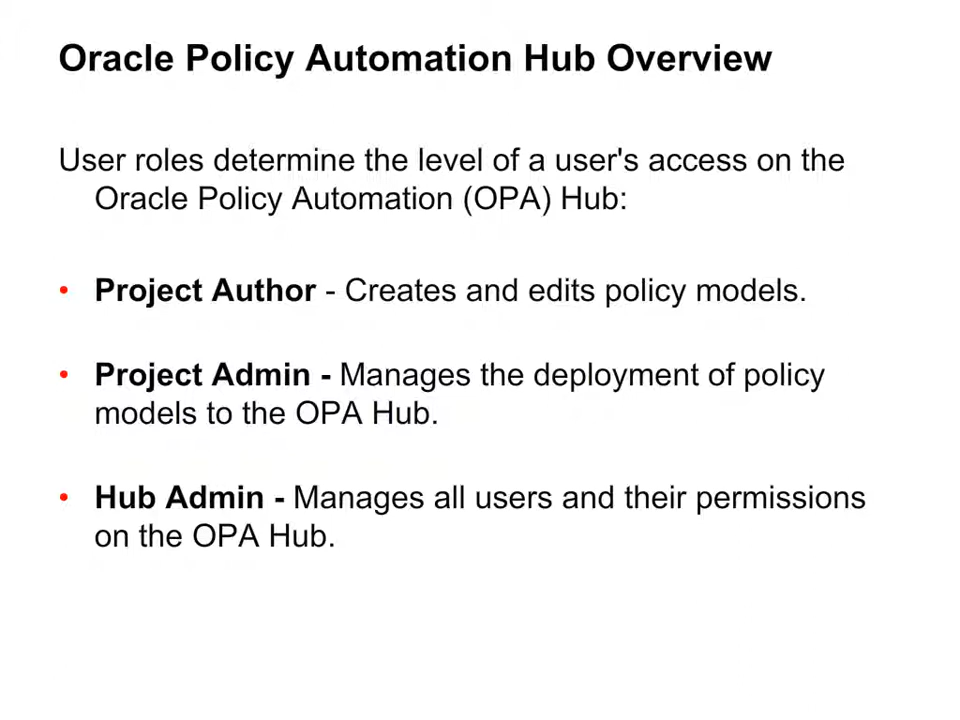 Oracle Policy Automation Hub Overview
User roles determine the level of a user's access on the
Oracle Policy Automation (OPA) Hub:
• Project Author - Creates and edits policy models.
• Project Admin - Manages the deployment of policy
models to the OPA Hub.
• Hub Admin - Manages all users and their permissions
on the OPA Hub.